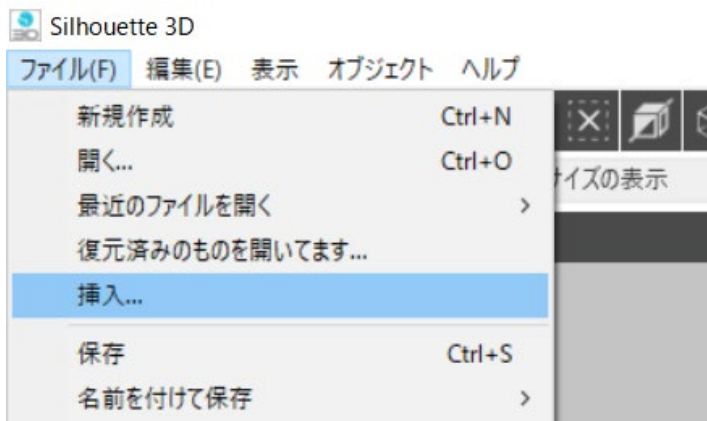 Silhouette 3D
ファイル(F) 編集(E) 表示 オブジェクト ヘルプ
新規作成 Ctrl+N
開く... Ctrl+O
イズの表示
最近のファイルを開く >
復元済みのものを開いてます...
挿入...
保存 Ctrl+S
名前を付けて保存 >